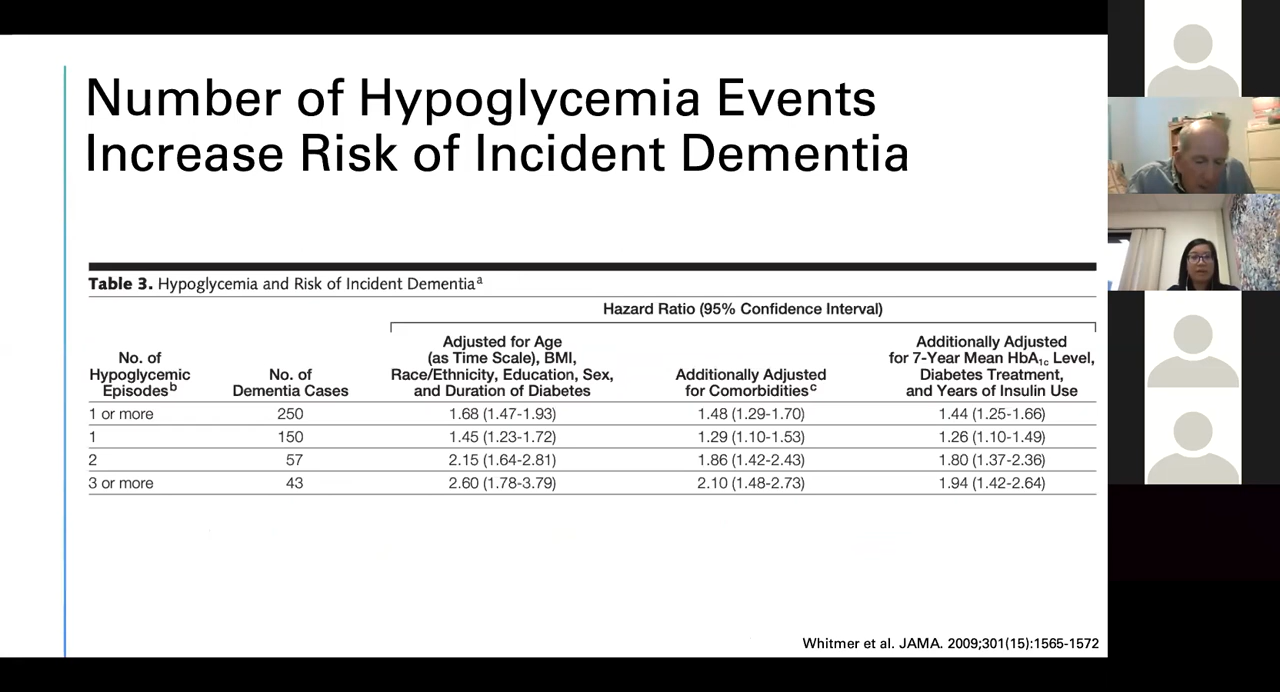 Number of Hypoglycemia Events
Increase Risk of Incident Dementia
Table 3. Hypoglycemia and Risk of Incident Dementiaa
Hazard Ratio (95% Confidence Interval)
No. of
Hypoglycemic
Episodesb
No. of
Dementia Cases
Adjusted for Age
(as Time Scale), BMI,
Race/Ethnicity, Education, Sex,
and Duration of Diabetes
Additionally Adjusted
for Comorbiditiesc
Additionally Adjusted
for 7-Year Mean HbA1c Level,
Diabetes Treatment,
and Years of Insulin Use
1 or more 250 1.68 (1.47-1.93) 1.48 (1.29-1.70) 1.44 (1.25-1.66)
1 150 1.45 (1.23-1.72) 1.29 (1.10-1.53) 1.26 (1.10-1.49)
2 57 2.15 (1.64-2.81) 1.86 (1.42-2.43) 1.80 (1.37-2.36)
3 or more 43 2.60 (1.78-3.79) 2.10 (1.48-2.73) 1.94 (1.42-2.64)
Whitmer et al. JAMA. 2009;301(15):1565-1572